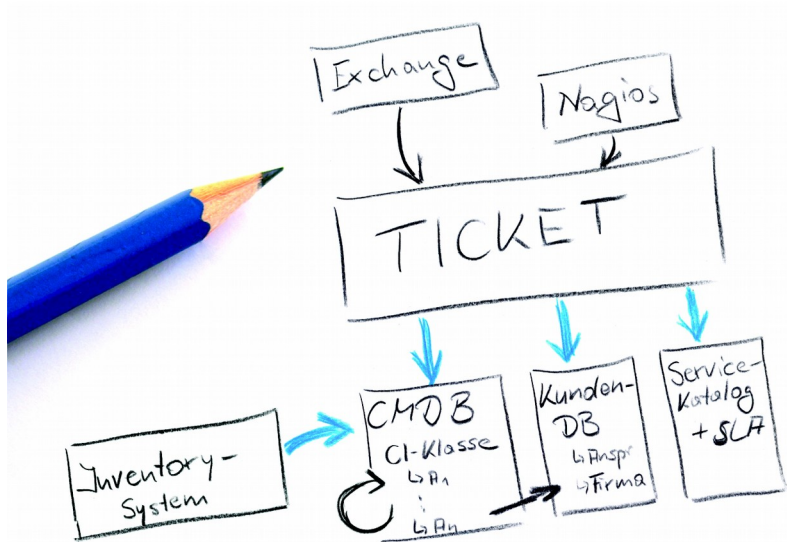 Exchange
Nagios
TICKET
CMDB
CI-Klasse
↳A1
↳An
Kunden-
DB
↳Anspr
↳Firma
Service-
Katalog
+ SLA
Inventory-
System